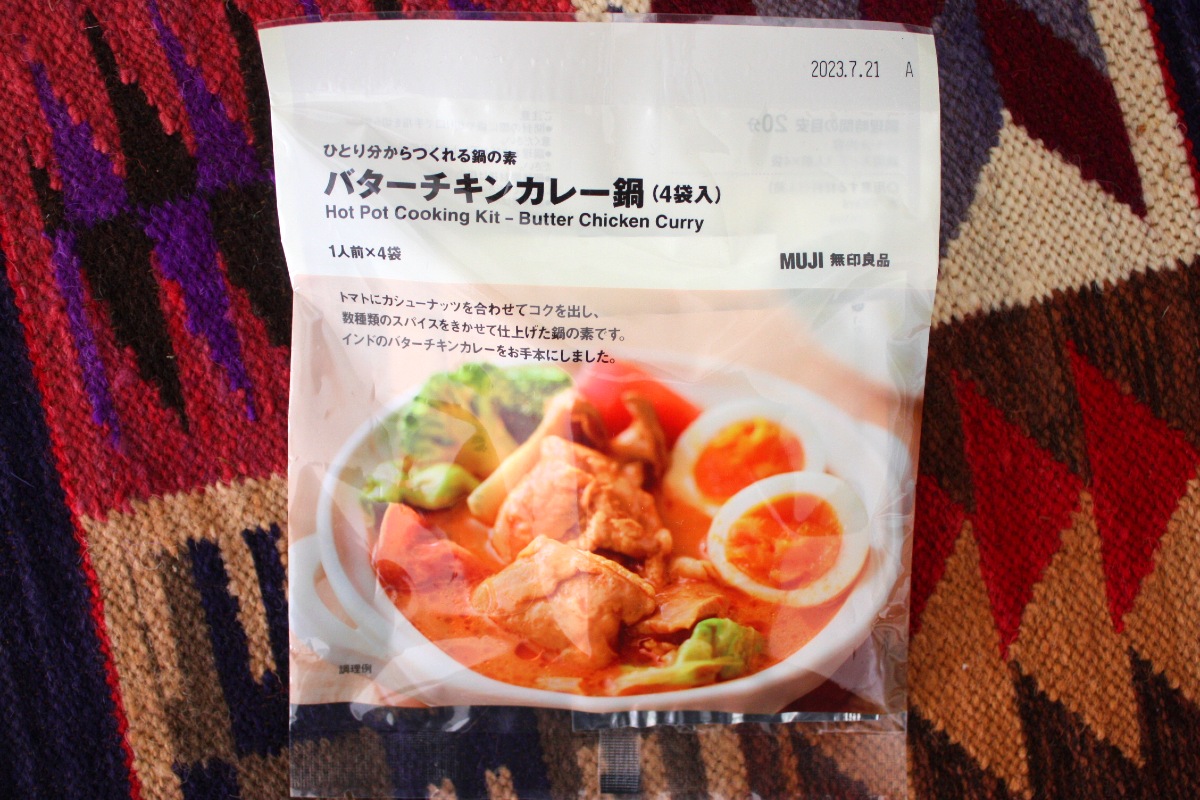 2023.7.21 A
ひとり分からつくれる鍋の素
バターチキンカレー鍋(4袋入)
Hot Pot Cooking Kit – Butter Chicken Curry
1人前×4袋
MUJI 無印良品
トマトにカシューナッツを合わせてコクを出し、
数種類のスパイスをきかせて仕上げた鍋の素です。
インドのバターチキンカレーをお手本にしました。
調理例